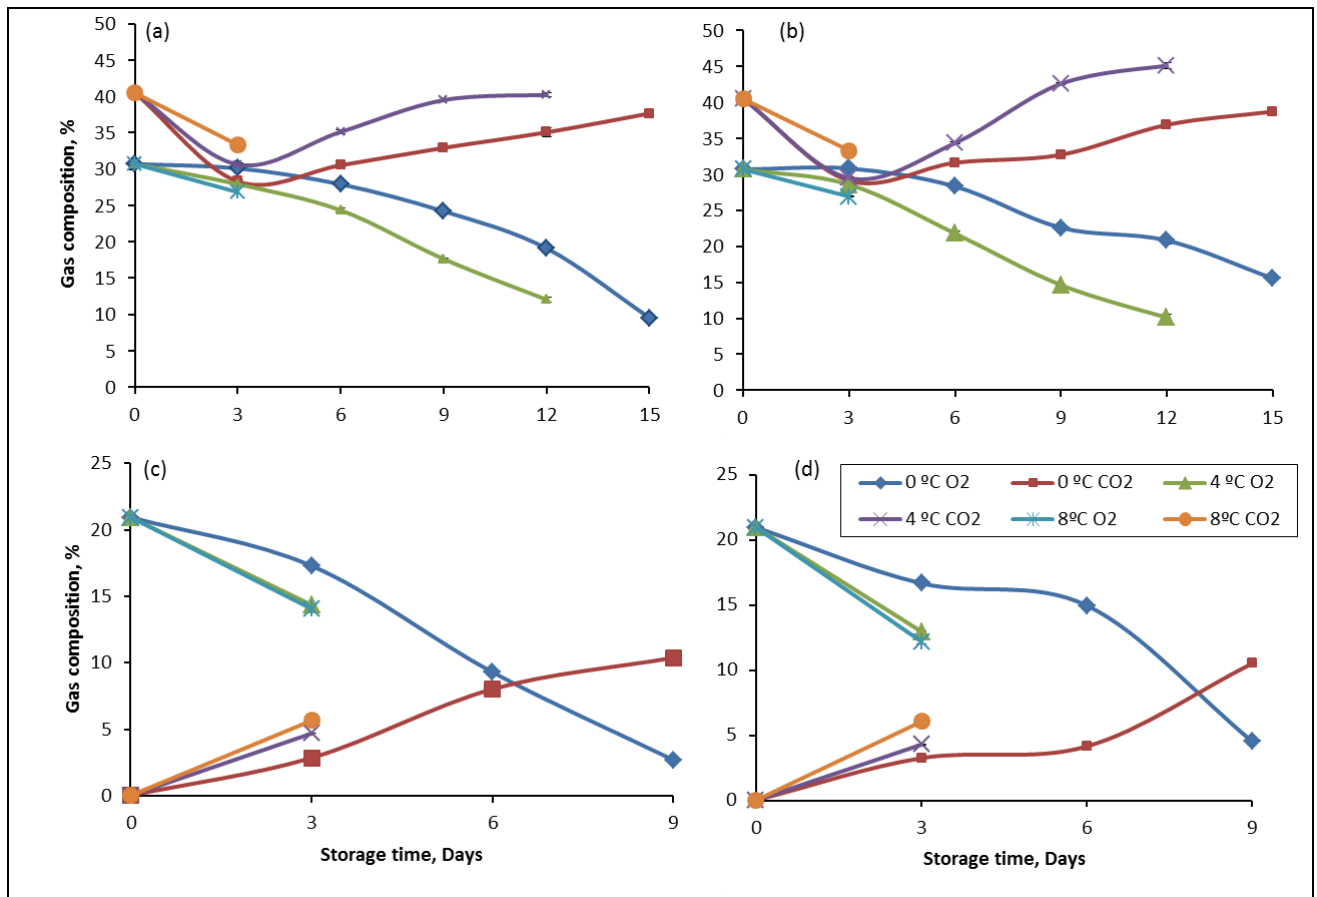 (a)
50
45
40
35
30
25
20
15
10
5
0
Gas composition, %
0 3 6 9 12 15
(b)
50
45
40
35
30
25
20
15
10
5
0
0 3 6 9 12 15
(c)
25
20
15
10
5
0
Gas composition, %
0 3 6 9
Storage time, Days
(d)
25
20
15
10
5
0
0 ºC O2 0 ºC CO2 4 ºC O2
4 ºC CO2 8ºC O2 8ºC CO2
0 3 6 9
Storage time, Days